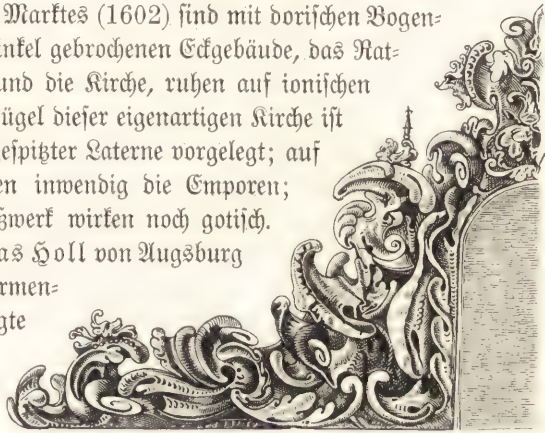 Marktes (1602) sind mit dorischen Bogen=
inkel gebrochenen Eckgebäude, das Rat=
und die Kirche, ruhen auf ionischen
ügel dieser eigenartigen Kirche ist
gespitzter Laterne vorgelegt; auf
en inwendig die Emporen;
ßwerk wirken noch gotisch.
as Holl von Augsburg
rmen=
gte